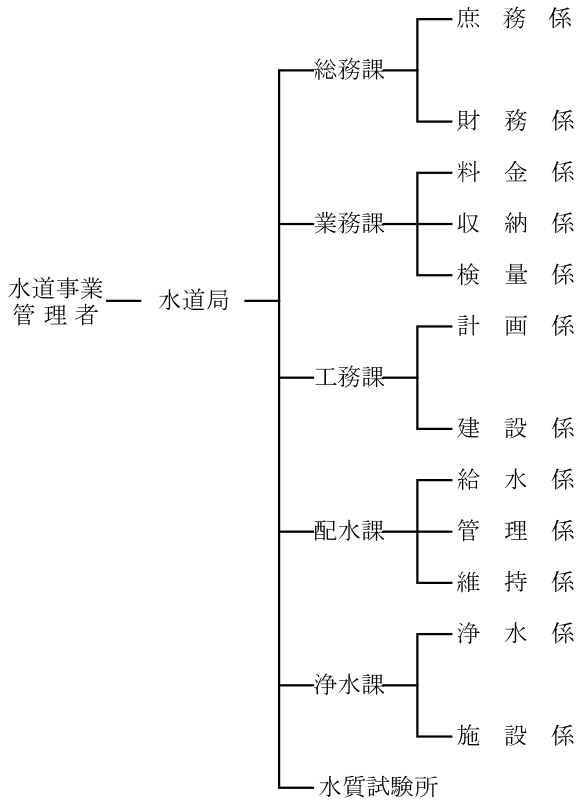 水道事業
管理者
水道局
総務課
庶務係
財務係
業務課
料金係
収納係
検量係
工務課
計画係
建設係
配水課
給水係
管理係
維持係
浄水課
浄水係
施設係
水質試験所